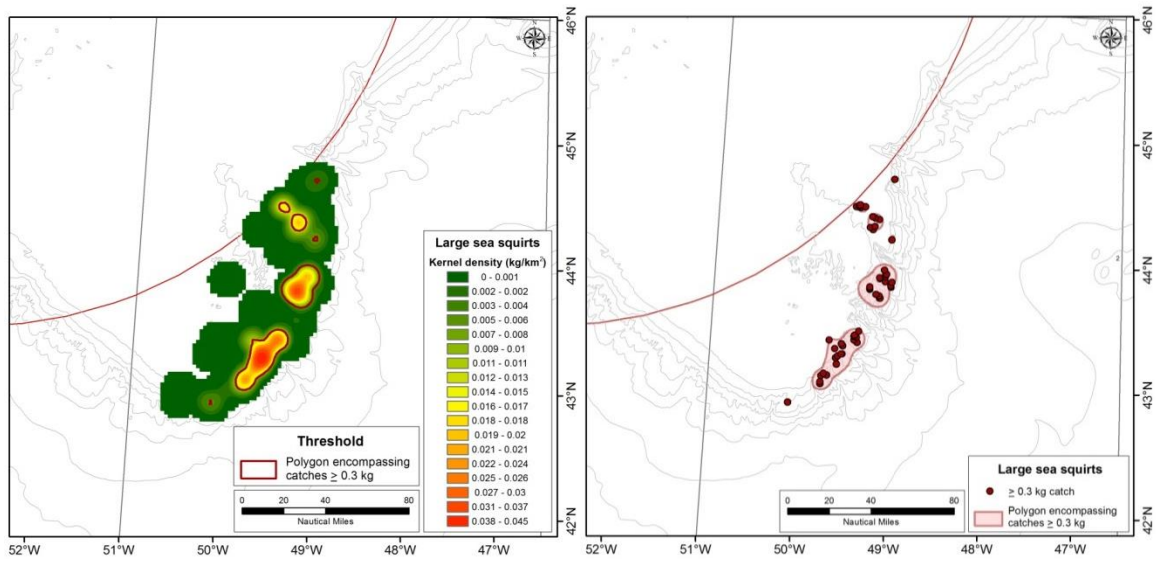 46°N
45°N
44°N
43°N
42°N
N
W E
S
Large sea squirts
Kernel density (kg/km²)
0 - 0.001
0.002 - 0.002
0.003 - 0.004
0.005 - 0.006
0.007 - 0.008
0.009 - 0.01
0.011 - 0.011
0.012 - 0.013
0.014 - 0.015
0.016 - 0.017
0.018 - 0.018
0.019 - 0.02
0.021 - 0.021
0.022 - 0.024
0.025 - 0.026
0.027 - 0.03
0.031 - 0.037
0.038 - 0.045
Threshold
Polygon encompassing
catches ≥ 0.3 kg
0 20 40 80
Nautical Miles
52°W 51°W 50°W 49°W 48°W 47°W
46°N
45°N
44°N
43°N
42°N
N
W E
S
2
Large sea squirts
≥ 0.3 kg catch
Polygon encompassing
catches ≥ 0.3 kg
0 20 40 80
Nautical Miles
52°W 51°W 50°W 49°W 48°W 47°W